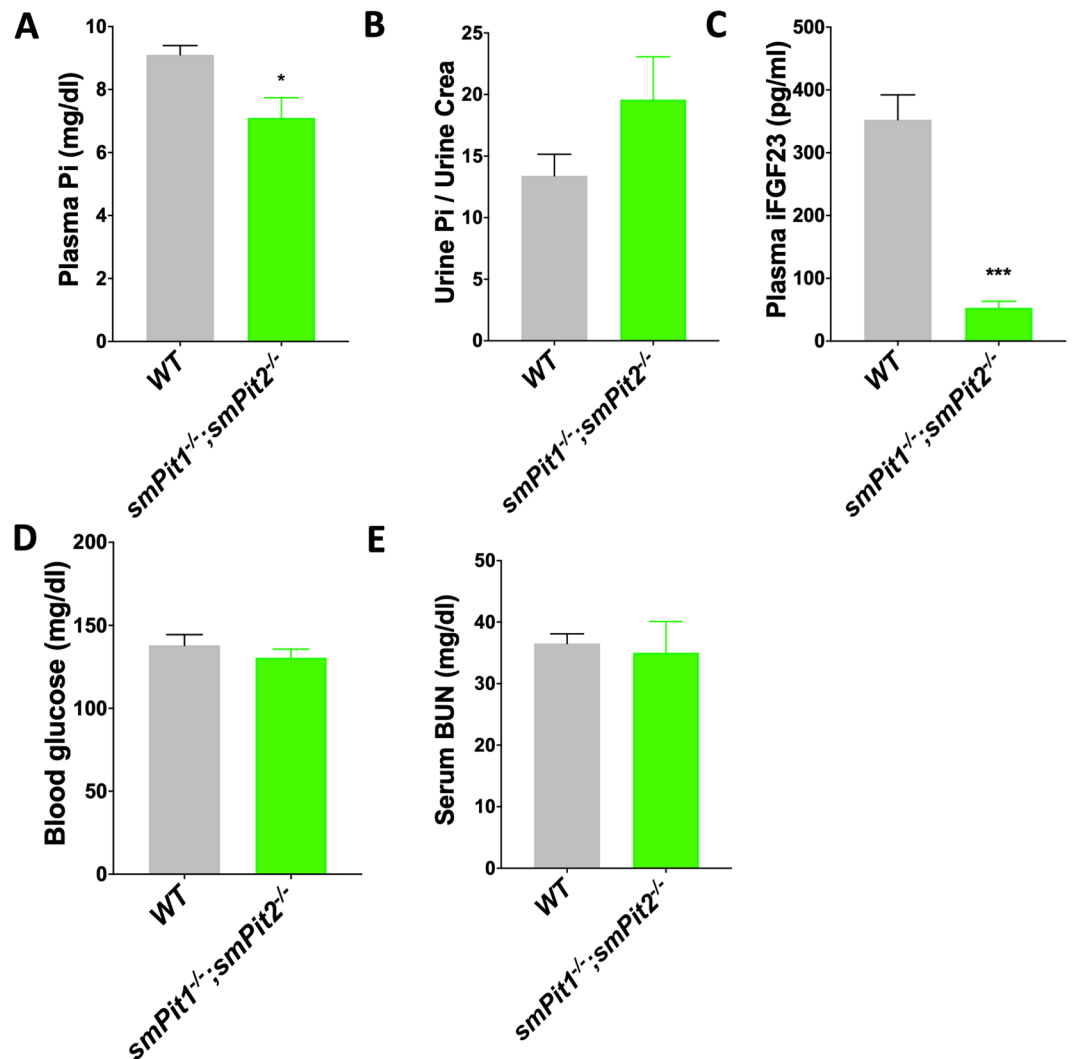 A
Plasma Pi (mg/dl)
10
8
6
4
2
0
*
WT
smPit1-/-;smPit2-/-
B
Urine Pi / Urine Crea
25
20
15
10
5
0
WT
smPit1-/-;smPit2-/-
C
Plasma iFGF23 (pg/ml)
500
400
300
200
100
0
***
WT
smPit1-/-;smPit2-/-
D
Blood glucose (mg/dl)
200
150
100
50
0
WT
smPit1-/-;smPit2-/-
E
Serum BUN (mg/dl)
50
40
30
20
10
0
WT
smPit1-/-;smPit2-/-